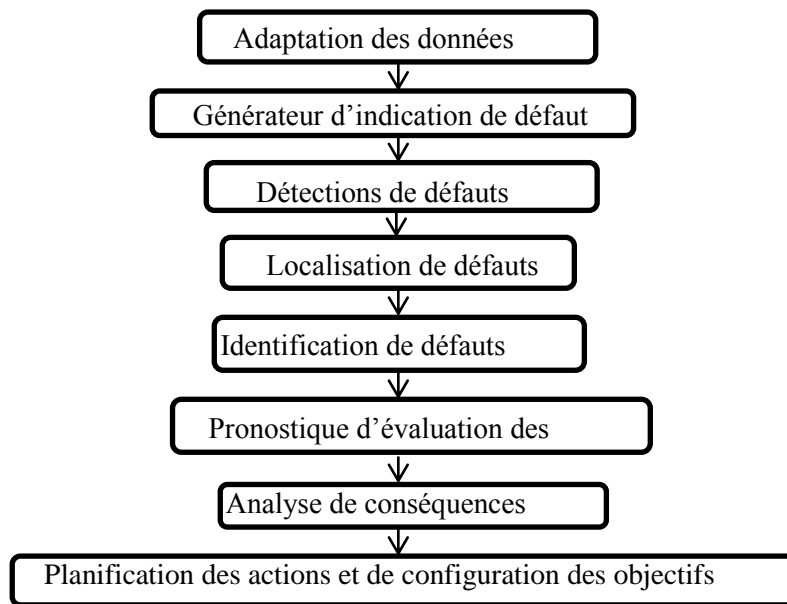 Adaptation des données
Générateur d'indication de défaut
Détections de défauts
Localisation de défauts
Identification de défauts
Pronostique d'évaluation des
Analyse de conséquences
Planification des actions et de configuration des objectifs